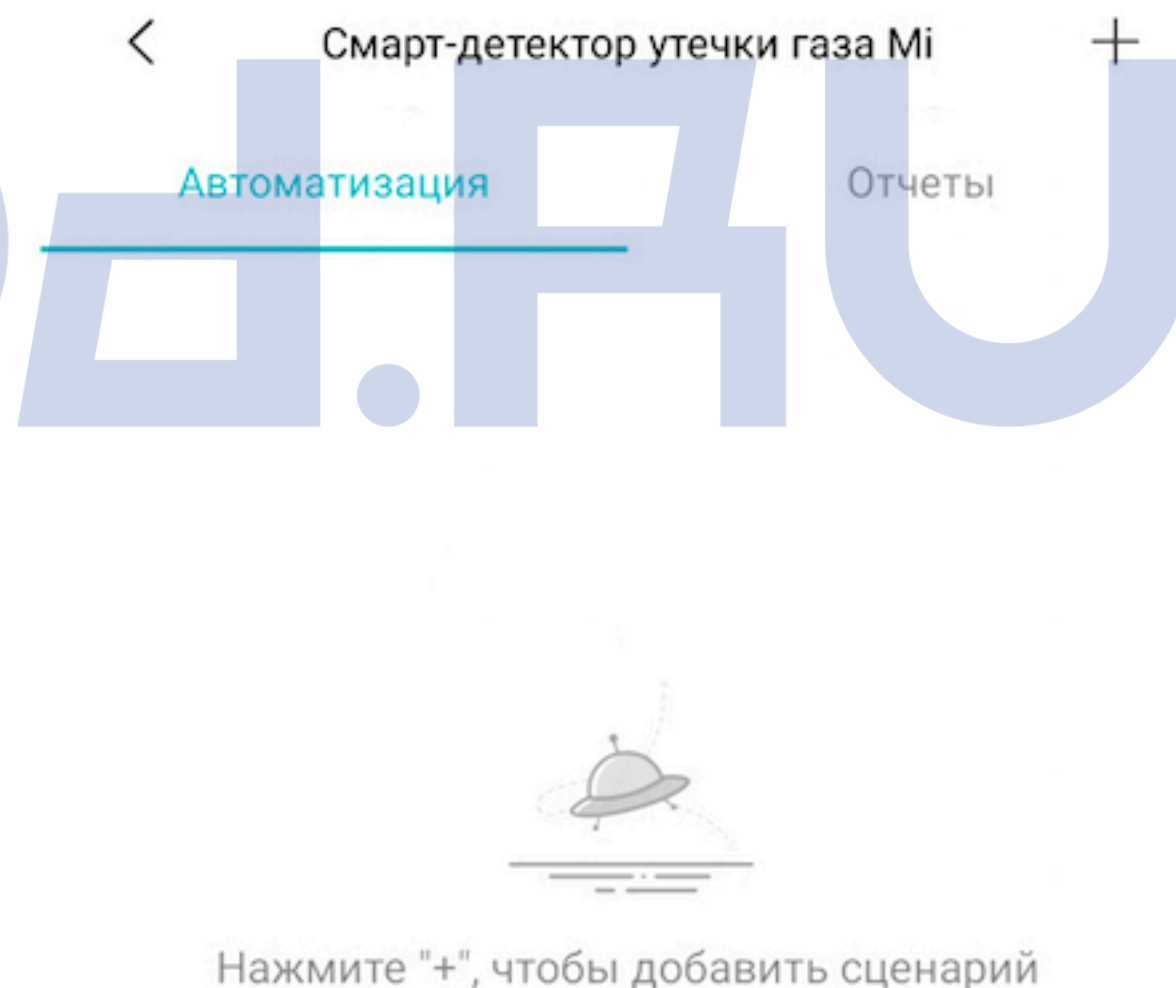 Смарт-детектор утечки газа Mi
Автоматизация
Отчеты
Нажмите "+", чтобы добавить сценарий